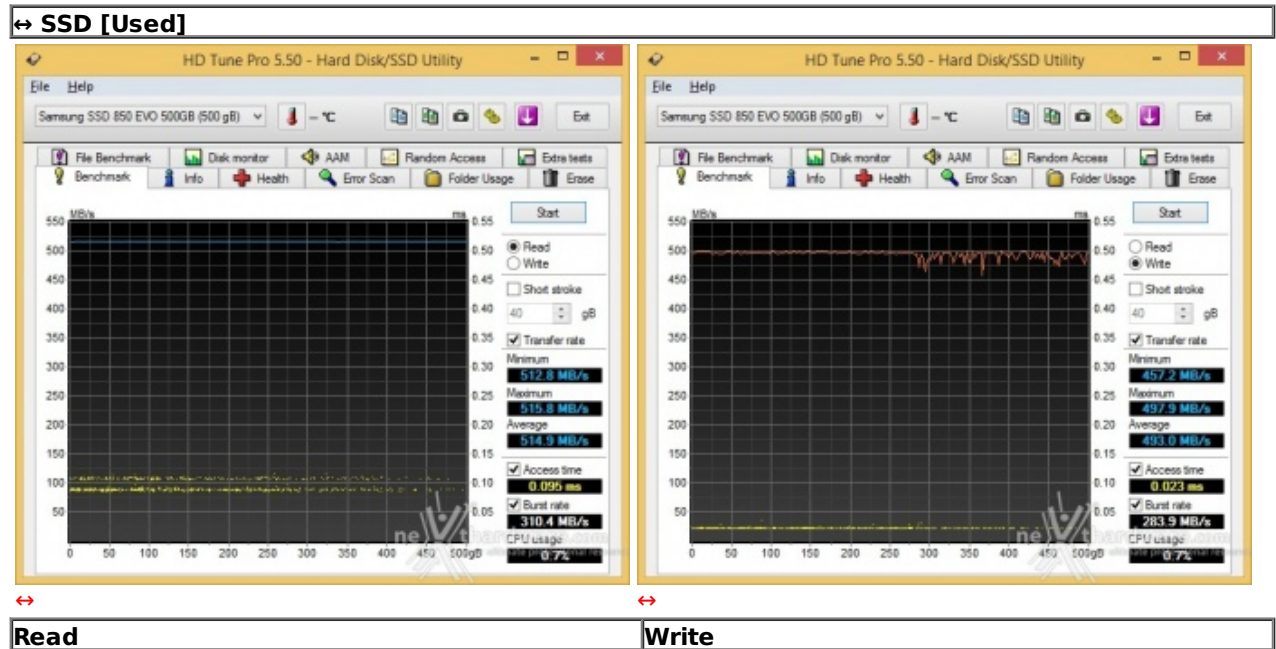 ↔ SSD [Used]
HD Tune Pro 5.50 - Hard Disk/SSD Utility
File Help
Samsung SSD 850 EVO 500GB (500 gB) – °C Exit
File Benchmark Disk monitor AAM Random Access Extra tests
Benchmark Info Health Error Scan Folder Usage Erase
MB/s ms
Start
550 0.55
500 0.50
450 0.45
400 0.40
350 0.35
300 0.30
250 0.25
200 0.20
150 0.15
100 0.10
50 0.05
0 50 100 150 200 250 300 350 400 450 500gB
Read
Write
Short stroke
40 gB
Transfer rate
Minimum
512.8 MB/s
Maximum
515.8 MB/s
Average
514.9 MB/s
Access time
0.095 ms
Burst rate
310.4 MB/s
CPU usage
0.7%
HD Tune Pro 5.50 - Hard Disk/SSD Utility
File Help
Samsung SSD 850 EVO 500GB (500 gB) – °C Exit
File Benchmark Disk monitor AAM Random Access Extra tests
Benchmark Info Health Error Scan Folder Usage Erase
MB/s ms
Start
550 0.55
500 0.50
450 0.45
400 0.40
350 0.35
300 0.30
250 0.25
200 0.20
150 0.15
100 0.10
50 0.05
0 50 100 150 200 250 300 350 400 450 500gB
Read
Write
Short stroke
40 gB
Transfer rate
Minimum
457.2 MB/s
Maximum
497.9 MB/s
Average
493.0 MB/s
Access time
0.023 ms
Burst rate
283.9 MB/s
CPU usage
0.7%
↔ ↔
Read Write